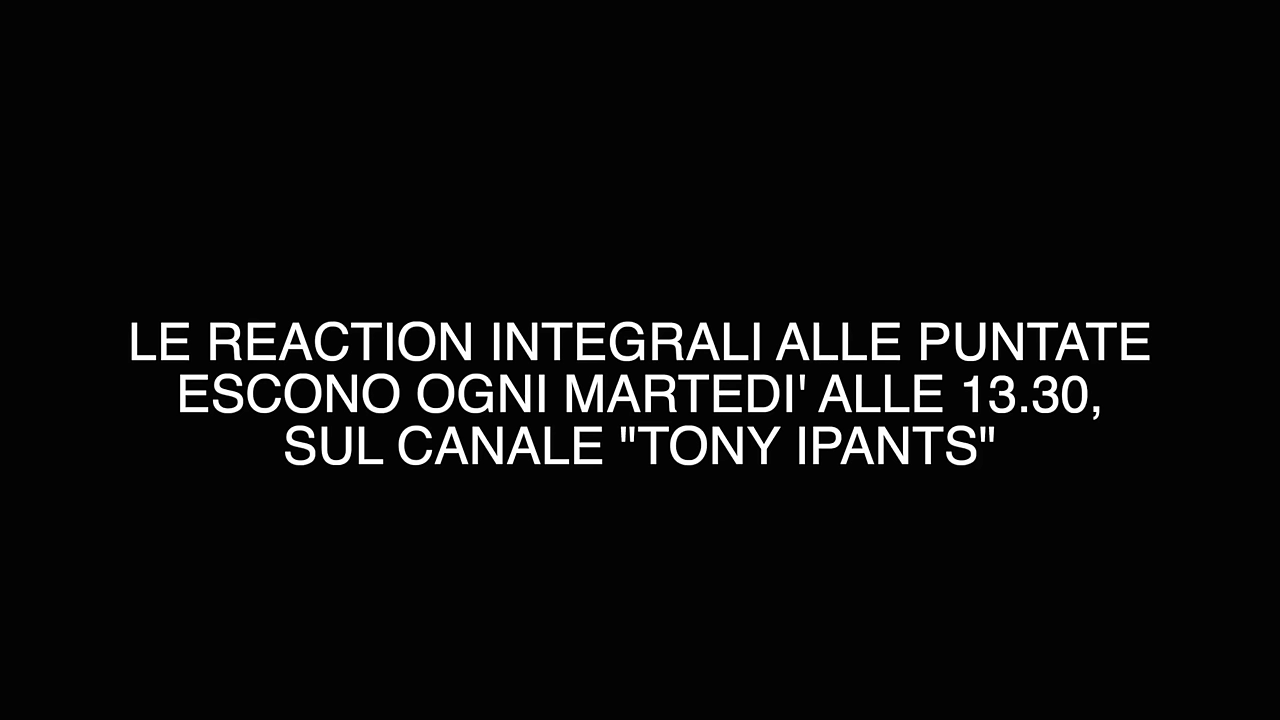 LE REACTION INTEGRALI ALLE PUNTATE
ESCONO OGNI MARTEDI' ALLE 13.30,
SUL CANALE "TONY IPANTS"